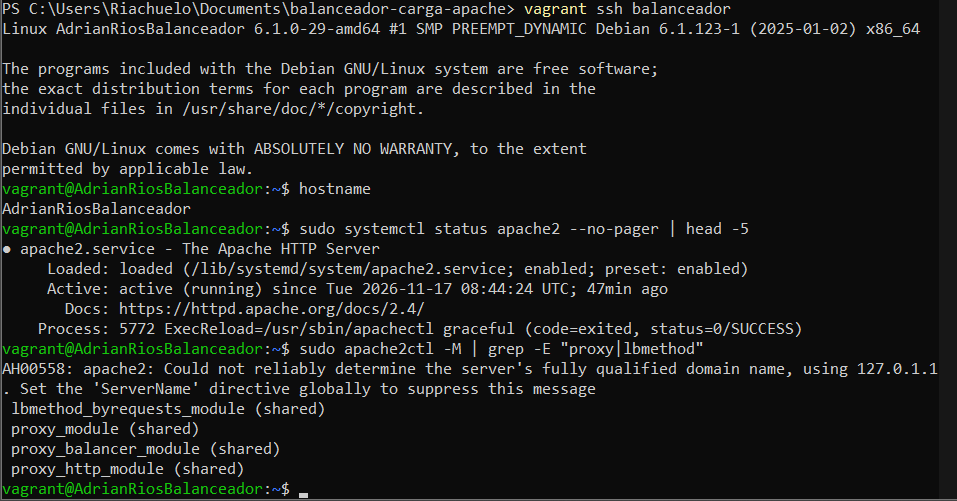 PS C:\Users\Riachuelo\Documents\balanceador-carga-apache> vagrant ssh balanceador
Linux AdrianRiosBalanceador 6.1.0-29-amd64 #1 SMP PREEMPT_DYNAMIC Debian 6.1.123-1 (2025-01-02) x86_64

The programs included with the Debian GNU/Linux system are free software;
the exact distribution terms for each program are described in the
individual files in /usr/share/doc/*/copyright.

Debian GNU/Linux comes with ABSOLUTELY NO WARRANTY, to the extent
permitted by applicable law.
vagrant@AdrianRiosBalanceador:~$ hostname
AdrianRiosBalanceador
vagrant@AdrianRiosBalanceador:~$ sudo systemctl status apache2 --no-pager | head -5
● apache2.service - The Apache HTTP Server
     Loaded: loaded (/lib/systemd/system/apache2.service; enabled; preset: enabled)
     Active: active (running) since Tue 2026-11-17 08:44:24 UTC; 47min ago
       Docs: https://httpd.apache.org/docs/2.4/
    Process: 5772 ExecReload=/usr/sbin/apachectl graceful (code=exited, status=0/SUCCESS)
vagrant@AdrianRiosBalanceador:~$ sudo apache2ctl -M | grep -E "proxy|lbmethod"
AH00558: apache2: Could not reliably determine the server's fully qualified domain name, using 127.0.1.1
. Set the 'ServerName' directive globally to suppress this message
 lbmethod_byrequests_module (shared)
 proxy_module (shared)
 proxy_balancer_module (shared)
 proxy_http_module (shared)
vagrant@AdrianRiosBalanceador:~$